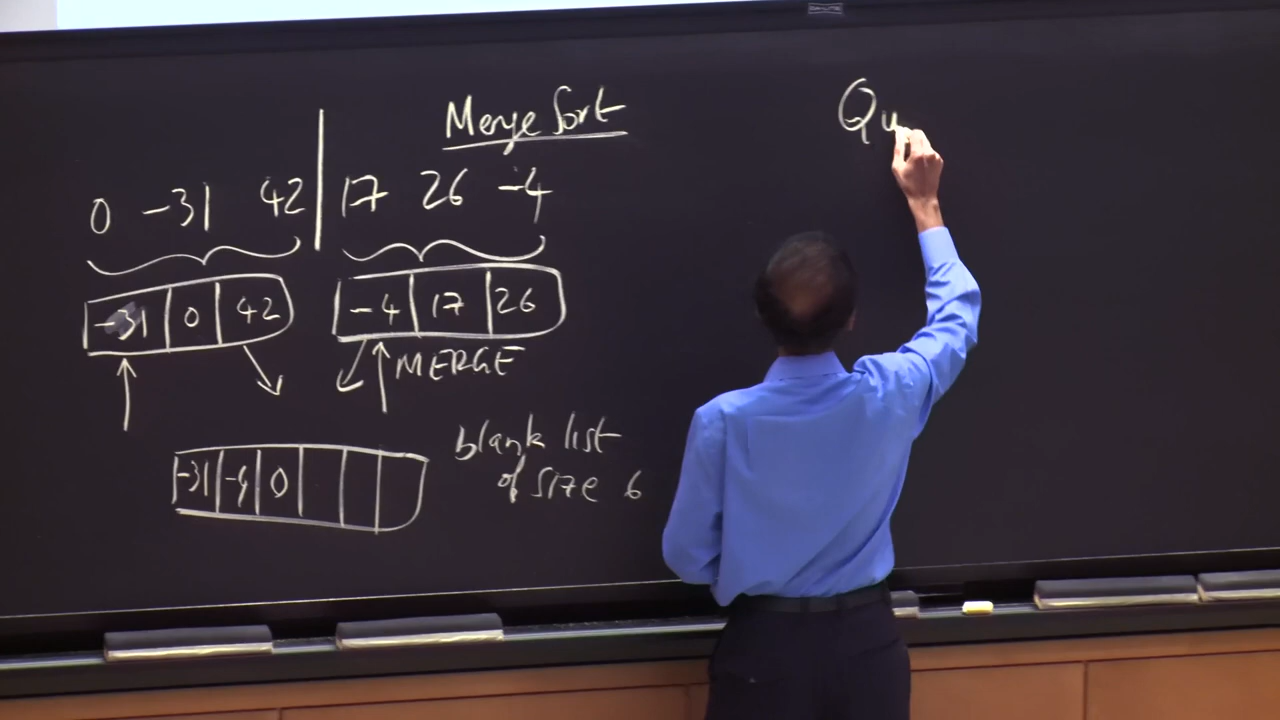 Merge Sort
0 -31 42 | 17 26 -4
-31 0 42 -4 17 26
MERGE
blank list
of size 6
-31 -4 0
Qu